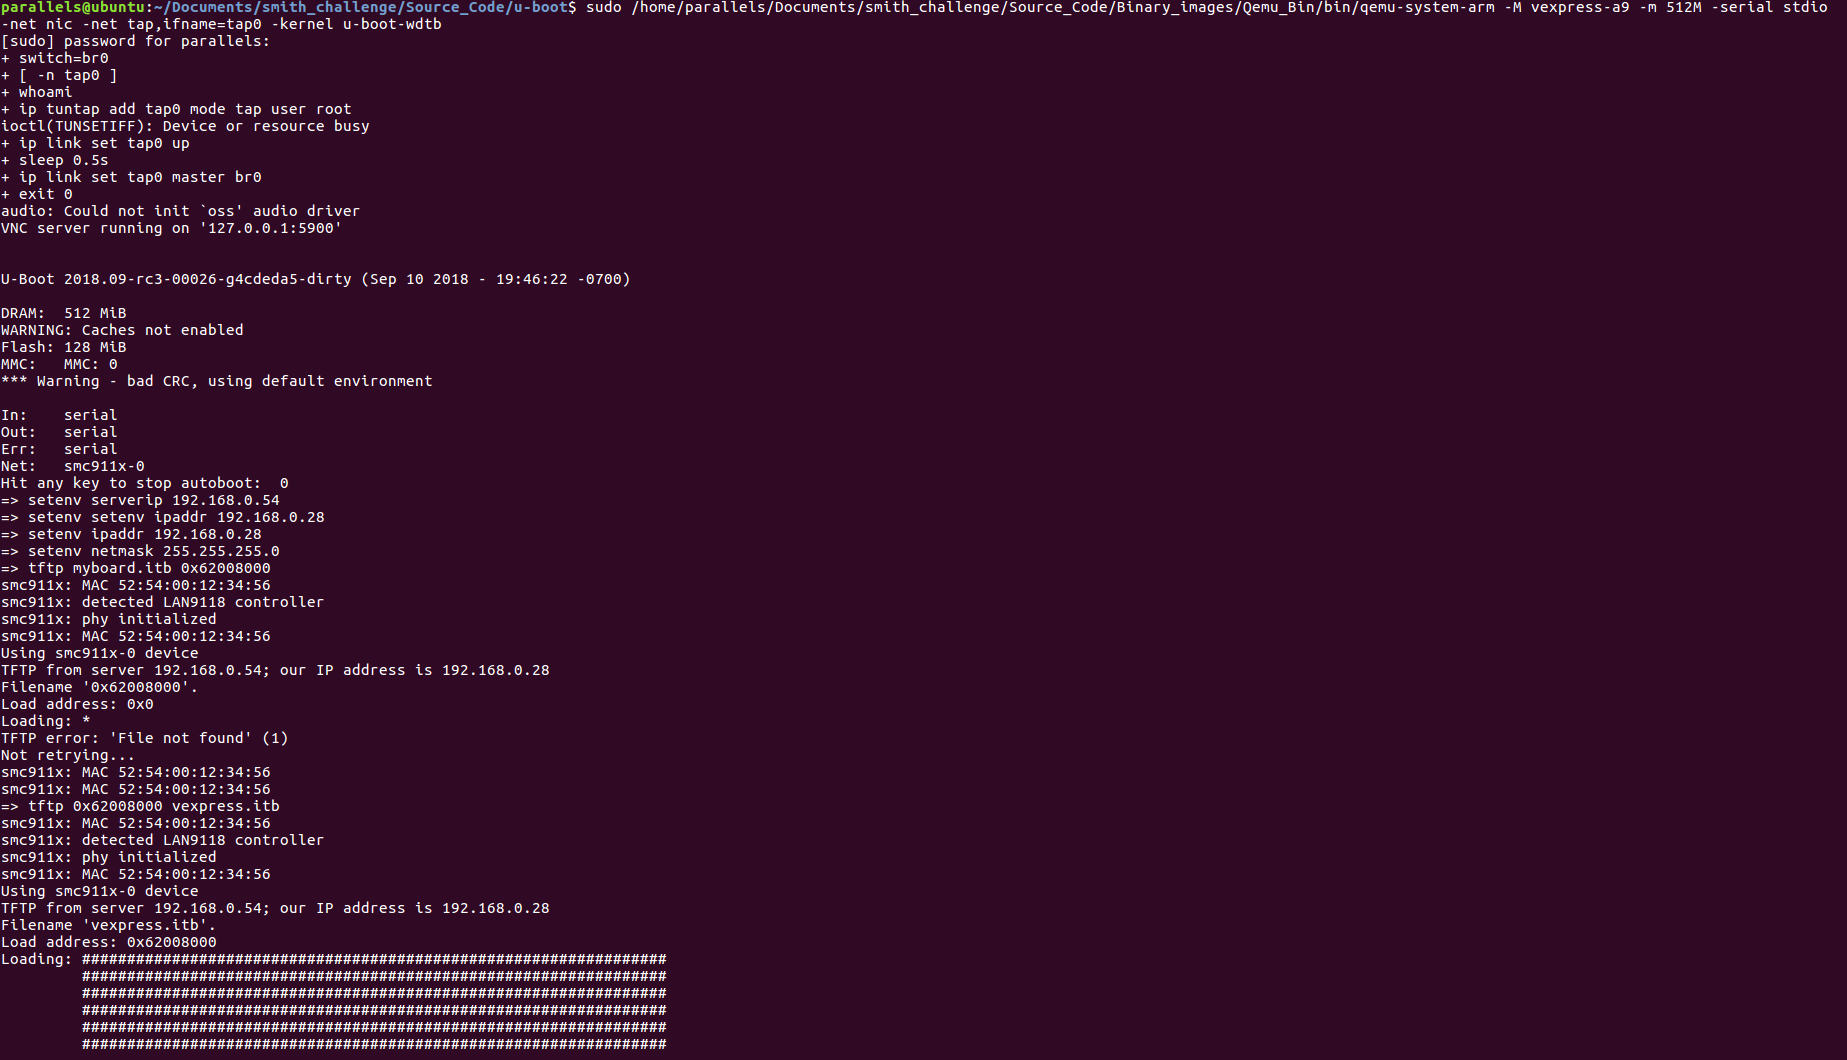 parallels@ubuntu:~/Documents/smith_challenge/Source_Code/u-boot$ sudo /home/parallels/Documents/smith_challenge/Source_Code/Binary_images/Qemu_Bin/bin/qemu-system-arm -M vexpress-a9 -m 512M -serial stdio
-net nic -net tap,ifname=tap0 -kernel u-boot-wdtb
[sudo] password for parallels:
+ switch=br0
+ [ -n tap0 ]
+ whoami
+ ip tuntap add tap0 mode tap user root
ioctl(TUNSETIFF): Device or resource busy
+ ip link set tap0 up
+ sleep 0.5s
+ ip link set tap0 master br0
+ exit 0
audio: Could not init `oss' audio driver
VNC server running on '127.0.0.1:5900'
U-Boot 2018.09-rc3-00026-g4cdeda5-dirty (Sep 10 2018 - 19:46:22 -0700)
DRAM:  512 MiB
WARNING: Caches not enabled
Flash: 128 MiB
MMC:   MMC: 0
*** Warning - bad CRC, using default environment
In:    serial
Out:   serial
Err:   serial
Net:   smc911x-0
Hit any key to stop autoboot:  0
=> setenv serverip 192.168.0.54
=> setenv setenv ipaddr 192.168.0.28
=> setenv ipaddr 192.168.0.28
=> setenv netmask 255.255.255.0
=> tftp myboard.itb 0x62008000
smc911x: MAC 52:54:00:12:34:56
smc911x: detected LAN9118 controller
smc911x: phy initialized
smc911x: MAC 52:54:00:12:34:56
Using smc911x-0 device
TFTP from server 192.168.0.54; our IP address is 192.168.0.28
Filename '0x62008000'.
Load address: 0x0
Loading: *
TFTP error: 'File not found' (1)
Not retrying...
smc911x: MAC 52:54:00:12:34:56
smc911x: MAC 52:54:00:12:34:56
=> tftp 0x62008000 vexpress.itb
smc911x: MAC 52:54:00:12:34:56
smc911x: detected LAN9118 controller
smc911x: phy initialized
smc911x: MAC 52:54:00:12:34:56
Using smc911x-0 device
TFTP from server 192.168.0.54; our IP address is 192.168.0.28
Filename 'vexpress.itb'.
Load address: 0x62008000
Loading: #################################################################
         #################################################################
         #################################################################
         #################################################################
         #################################################################
         #################################################################